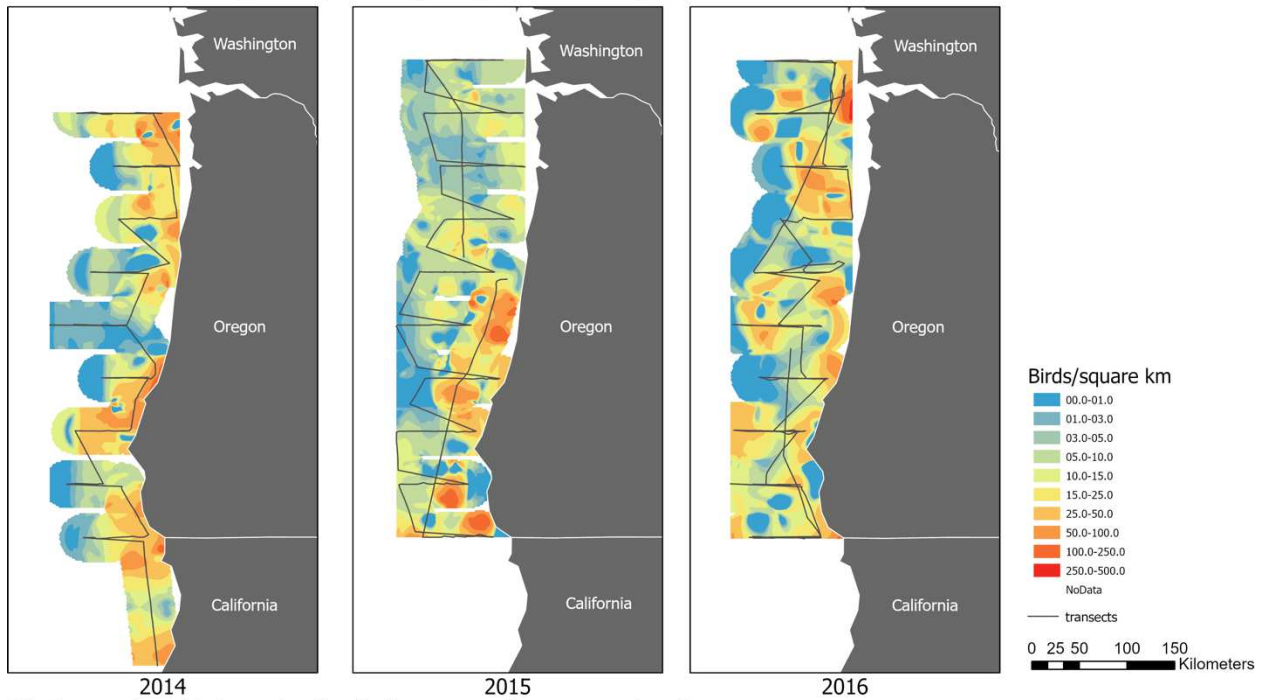 Washington
Oregon
California
2014
Washington
Oregon
California
2015
Washington
Oregon
California
2016
Birds/square km
00.0-01.0
01.0-03.0
03.0-05.0
05.0-10.0
10.0-15.0
15.0-25.0
25.0-50.0
50.0-100.0
100.0-250.0
250.0-500.0
NoData
transects
0 25 50 100 150
Kilometers